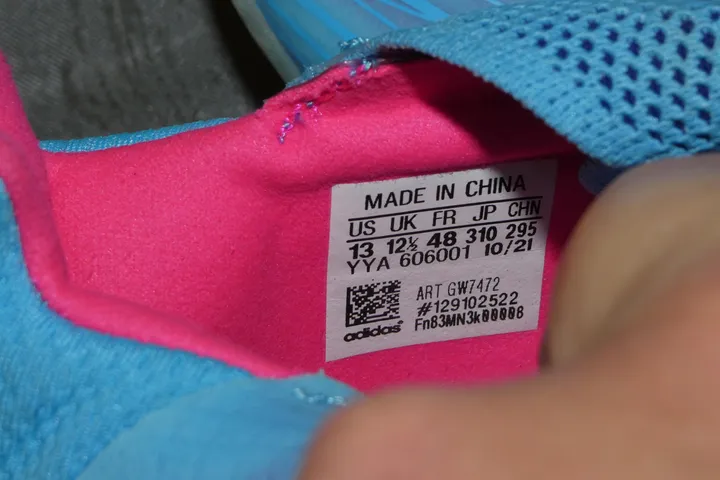 MADE IN CHINA
US UK FR JP CHN
13 12½ 48 310 295
YYA 606001 10/21
ART GW7472
#129102522
Fn83MN3k00008
adidas